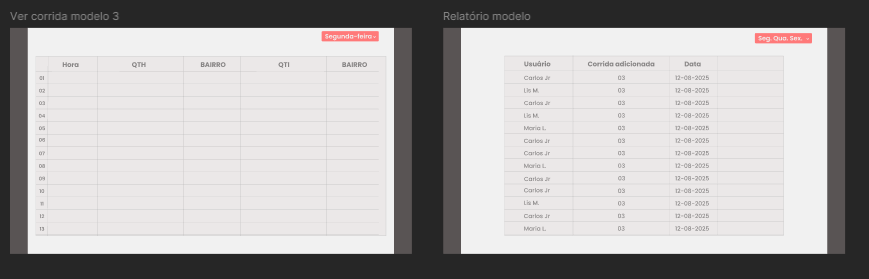 Ver corrida modelo 3
Segunda-feira
Hora QTH BAIRRO QTI BAIRRO
01
02
03
04
05
06
07
08
09
10
11
12
13
Relatório modelo
Seg. Qua. Sex.
Usuário Corrida adicionada Data
Carlos Jr 03 12-08-2025
Lis M. 03 12-08-2025
Carlos Jr 03 12-08-2025
Lis M. 03 12-08-2025
Maria L. 03 12-08-2025
Carlos Jr 03 12-08-2025
Carlos Jr 03 12-08-2025
Maria L. 03 12-08-2025
Carlos Jr 03 12-08-2025
Carlos Jr 03 12-08-2025
Lis M. 03 12-08-2025
Carlos Jr 03 12-08-2025
Maria L. 03 12-08-2025